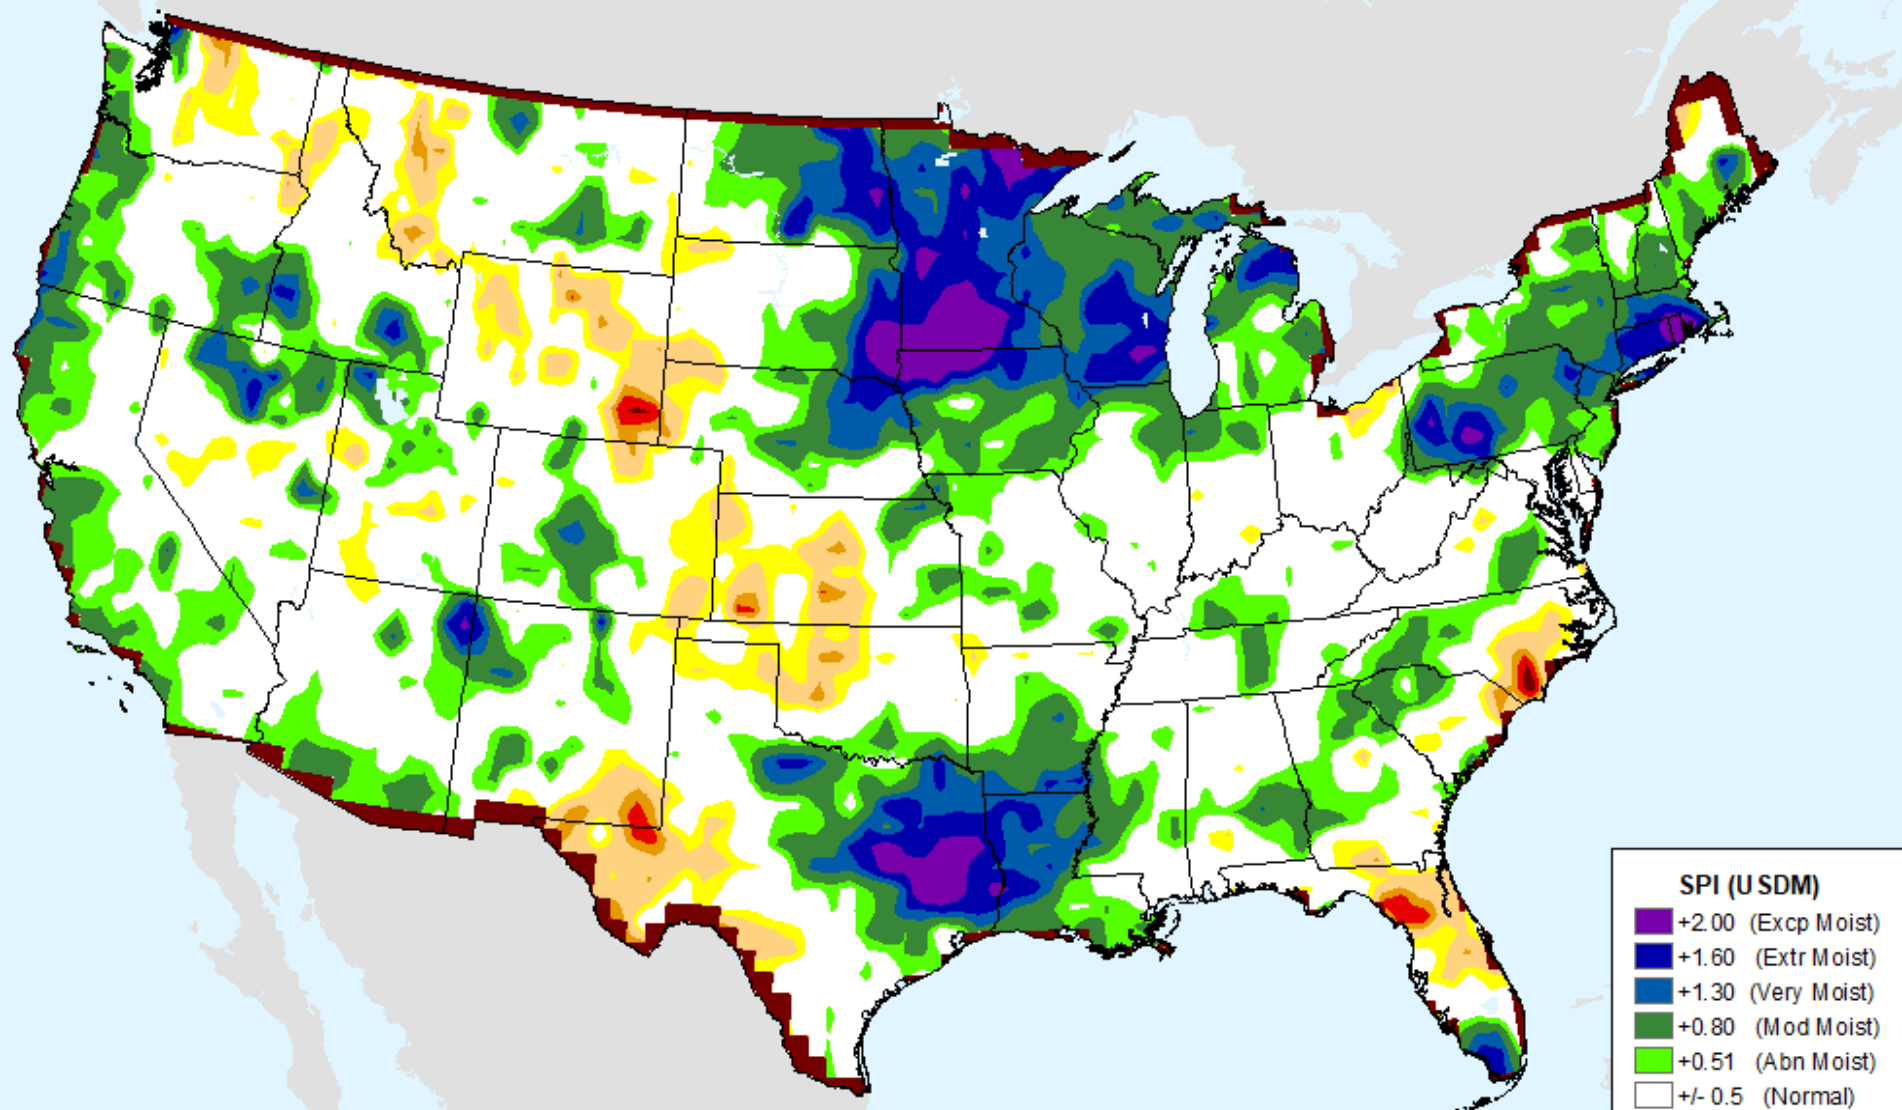 SPI (USDM)
+2.00 (Excp Moist)
+1.60 (Extr Moist)
+1.30 (Very Moist)
+0.80 (Mod Moist)
+0.51 (Abn Moist)
+/- 0.5 (Normal)